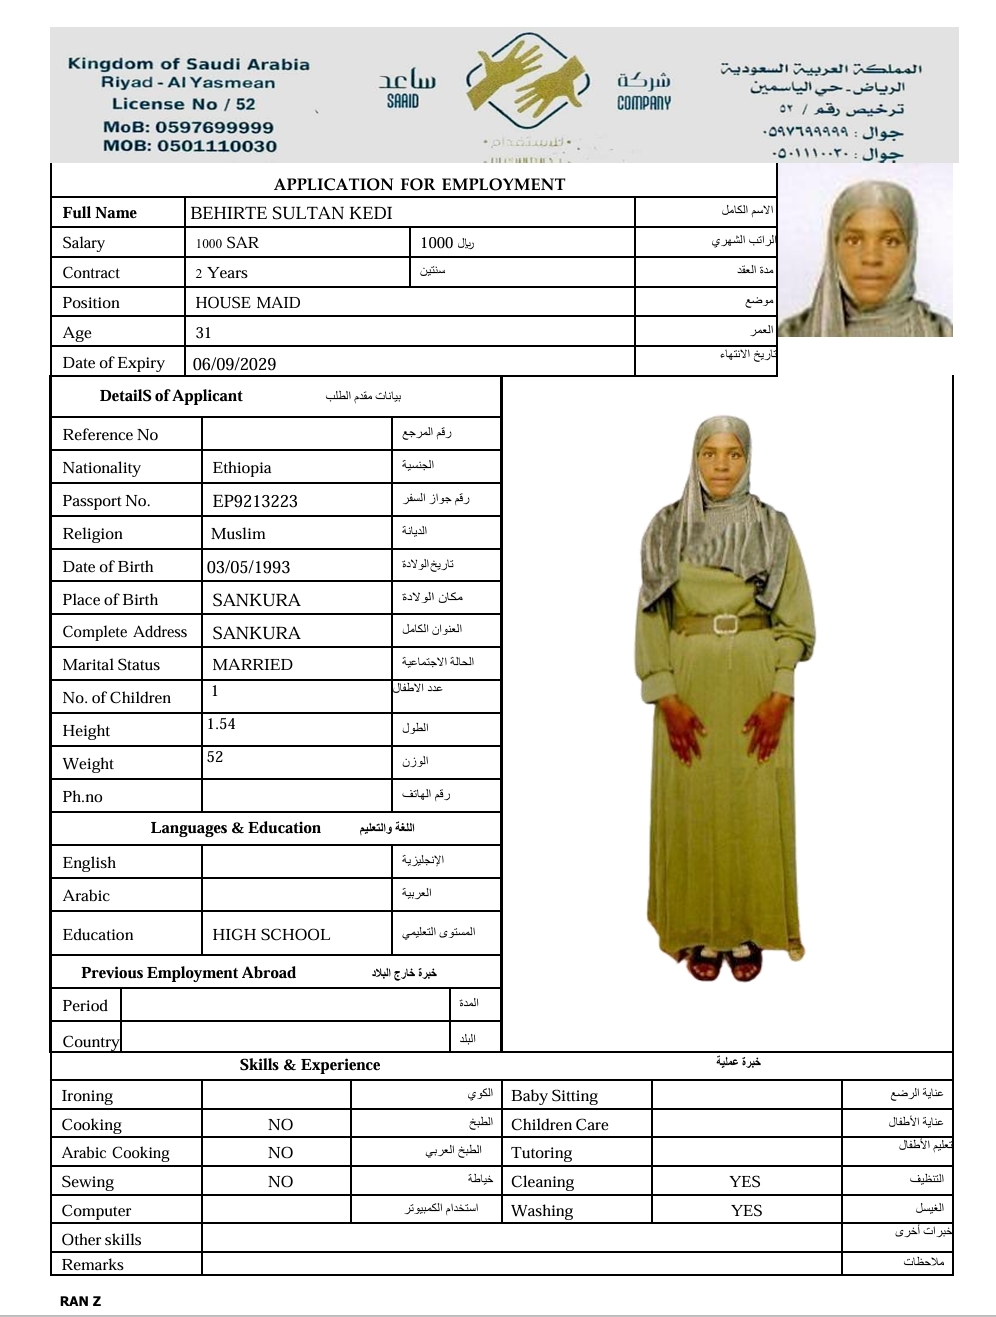 Kingdom of Saudi Arabia
Riyad - Al Yasmean
License No / 52
MoB: 0597699999
MOB: 0501110030
ساعد
SAAID
شركة
COMPANY
للاستقدام
المملكة العربية السعودية
الرياض - حي الياسمين
ترخيص رقم / ٥٢
جوال : ٠٥٩٧٦٩٩٩٩٩
جوال : ٠٥٠١١١٠٠٣٠
APPLICATION FOR EMPLOYMENT
Full Name BEHIRTE SULTAN KEDI الاسم الكامل
Salary 1000 SAR 1000 ريال الراتب الشهري
Contract 2 Years سنتين مدة العقد
Position HOUSE MAID موضع
Age 31 العمر
Date of Expiry 06/09/2029 تاريخ الانتهاء
DetailS of Applicant بيانات مقدم الطلب
Reference No رقم المرجع
Nationality Ethiopia الجنسية
Passport No. EP9213223 رقم جواز السفر
Religion Muslim الديانة
Date of Birth 03/05/1993 تاريخ الولادة
Place of Birth SANKURA مكان الولادة
Complete Address SANKURA العنوان الكامل
Marital Status MARRIED الحالة الاجتماعية
No. of Children 1 عدد الاطفال
Height 1.54 الطول
Weight 52 الوزن
Ph.no رقم الهاتف
Languages & Education اللغة والتعليم
English الإنجليزية
Arabic العربية
Education HIGH SCHOOL المستوى التعليمي
Previous Employment Abroad خبرة خارج البلاد
Period المدة
Country البلد
Skills & Experience خبرة عملية
Ironing الكوي Baby Sitting عناية الرضع
Cooking NO الطبخ Children Care عناية الأطفال
Arabic Cooking NO الطبخ العربي Tutoring تعليم الأطفال
Sewing NO خياطة Cleaning YES التنظيف
Computer استخدام الكمبيوتر Washing YES الغسيل
Other skills خبرات أخرى
Remarks ملاحظات
RAN Z